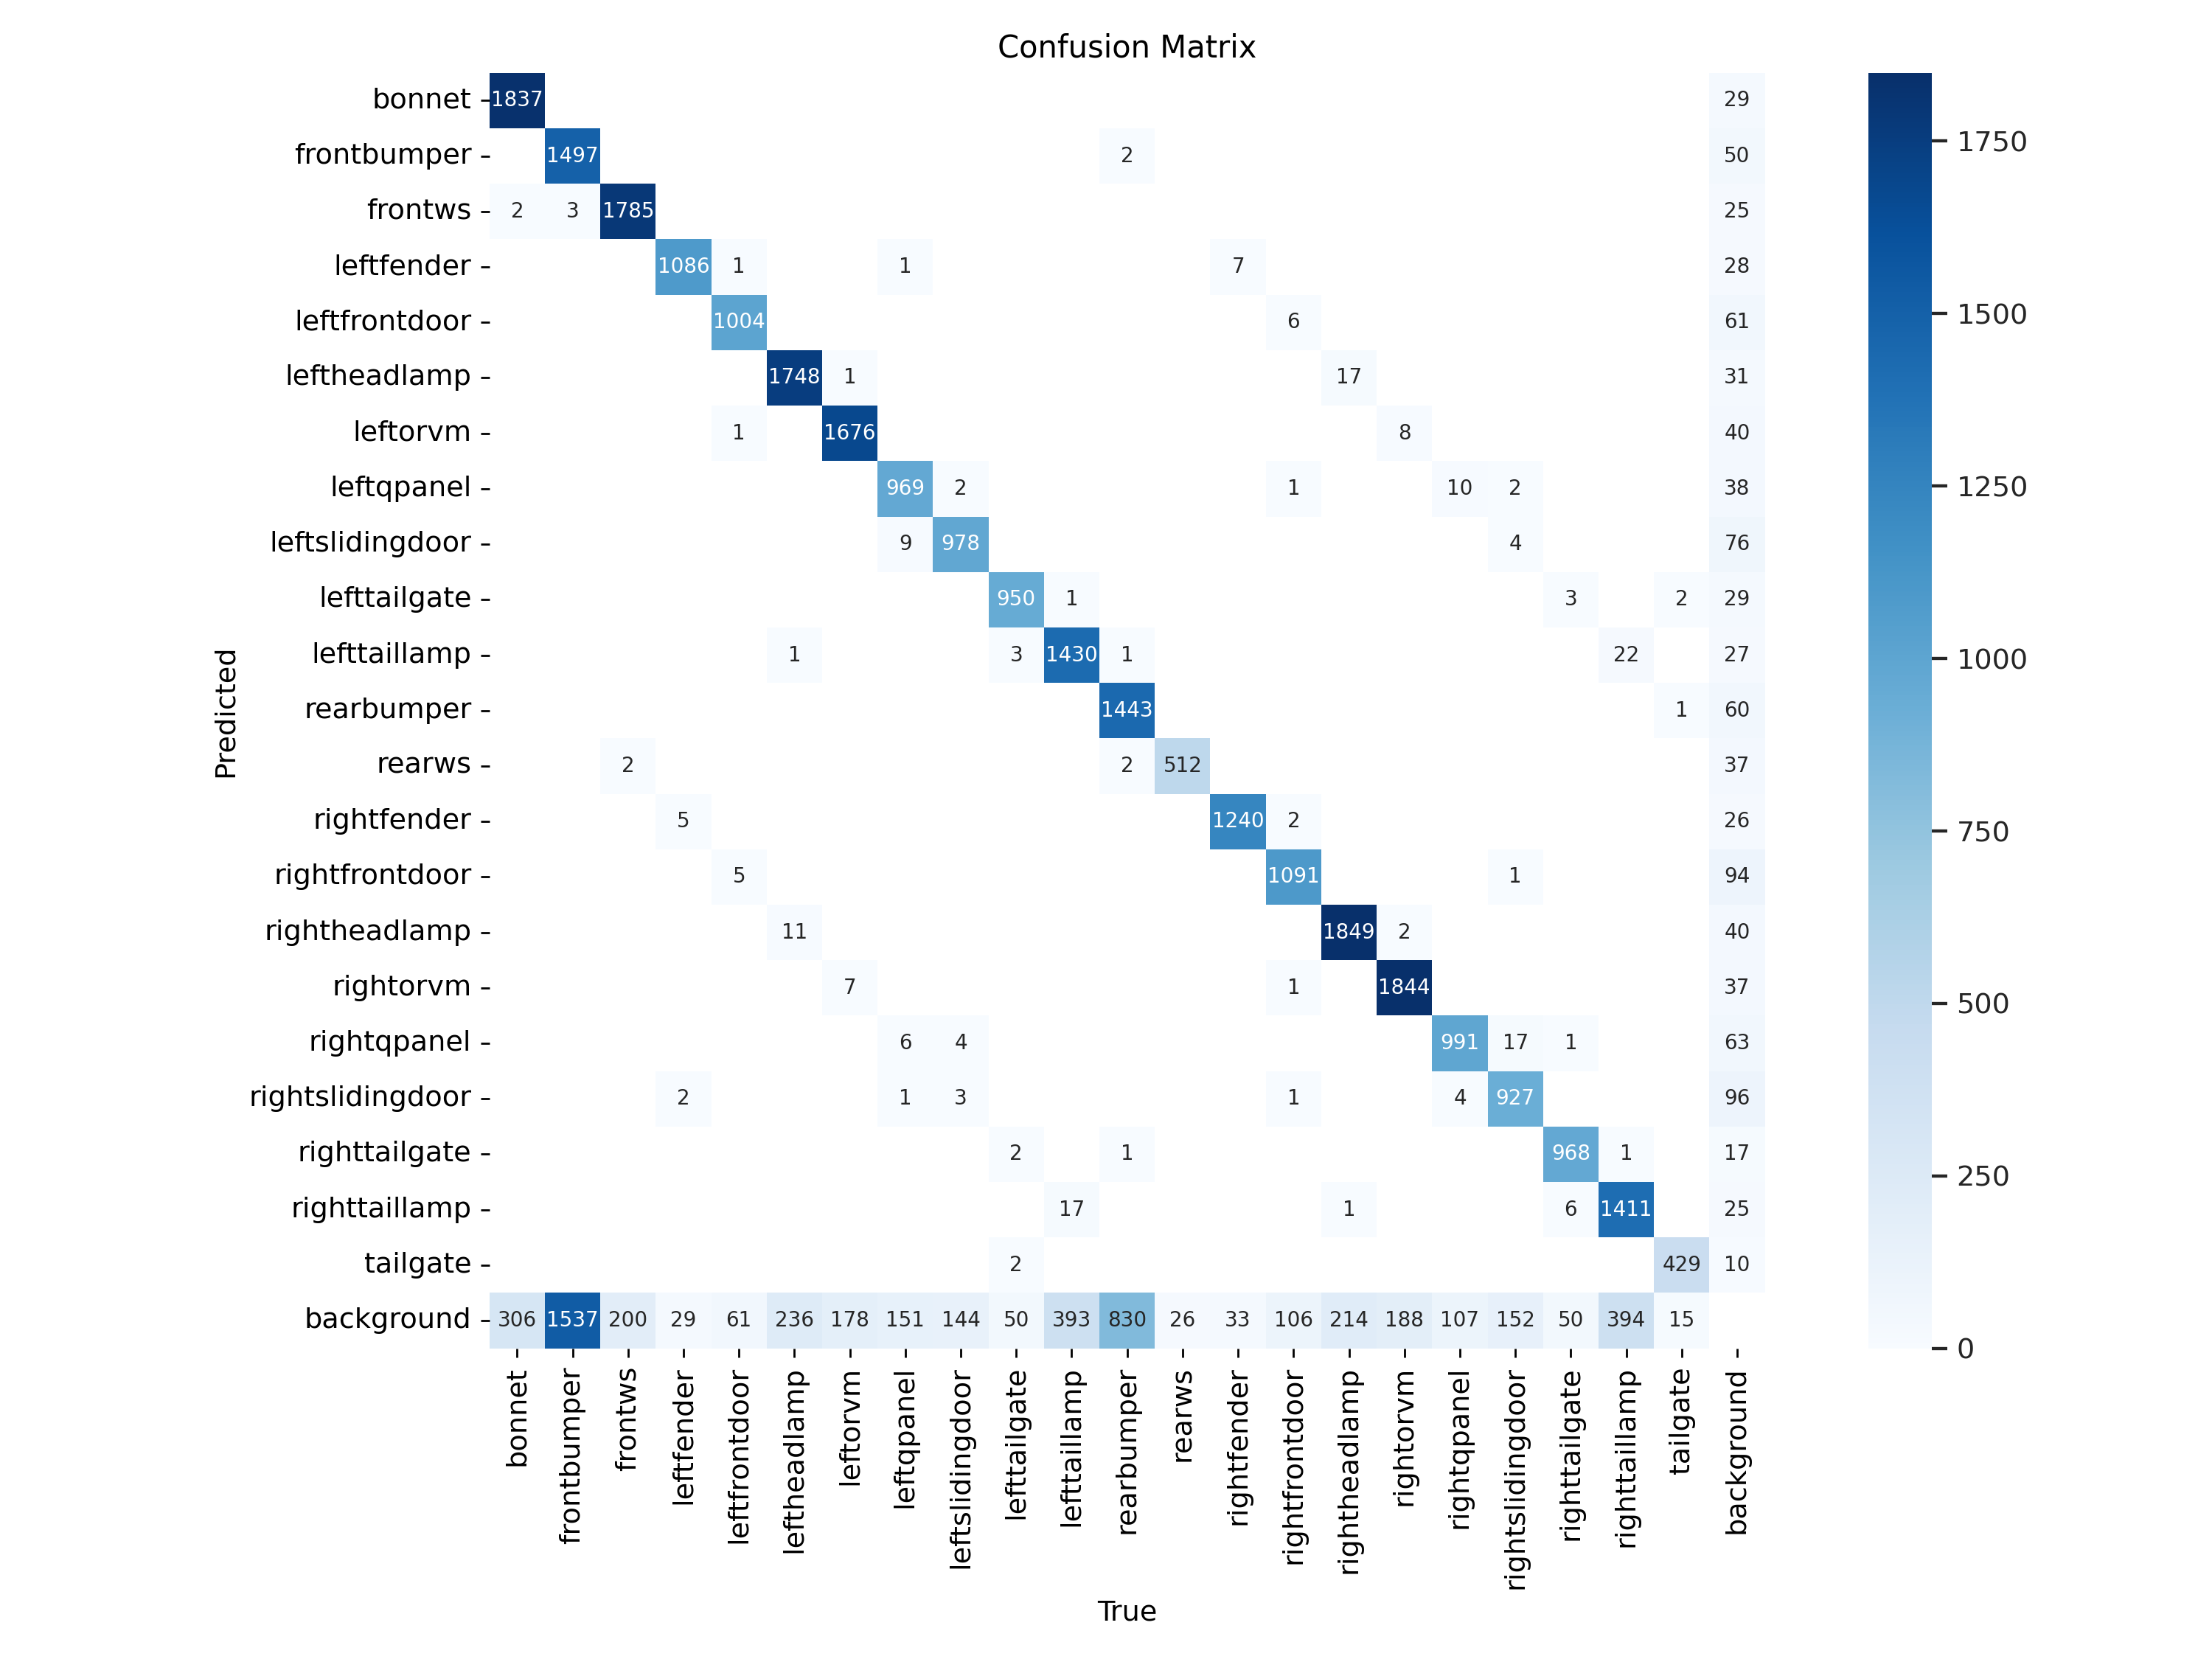 Confusion Matrix
bonnet 1837 29
frontbumper 1497 2 50
frontws 2 3 1785 25
leftfender 1086 1 1 7 28
leftfrontdoor 1004 6 61
leftheadlamp 1748 1 17 31
leftorvm 1 1676 8 40
leftqpanel 969 2 1 10 2 38
leftslidingdoor 9 978 4 76
lefttailgate 950 1 3 2 29
lefttaillamp 1 3 1430 1 22 27
rearbumper 1443 1 60
rearws 2 2 512 37
rightfender 5 1240 2 26
rightfrontdoor 5 1091 1 94
rightheadlamp 11 1849 2 40
rightorvm 7 1 1844 37
rightqpanel 6 4 991 17 1 63
rightslidingdoor 2 1 3 1 4 927 96
righttailgate 2 1 968 1 17
righttaillamp 17 1 6 1411 25
tailgate 2 429 10
background 306 1537 200 29 61 236 178 151 144 50 393 830 26 33 106 214 188 107 152 50 394 15
bonnet
frontbumper
frontws
leftfender
leftfrontdoor
leftheadlamp
leftorvm
leftqpanel
leftslidingdoor
lefttailgate
lefttaillamp
rearbumper
rearws
rightfender
rightfrontdoor
rightheadlamp
rightorvm
rightqpanel
rightslidingdoor
righttailgate
righttaillamp
tailgate
background
True
Predicted
1750
1500
1250
1000
750
500
250
0